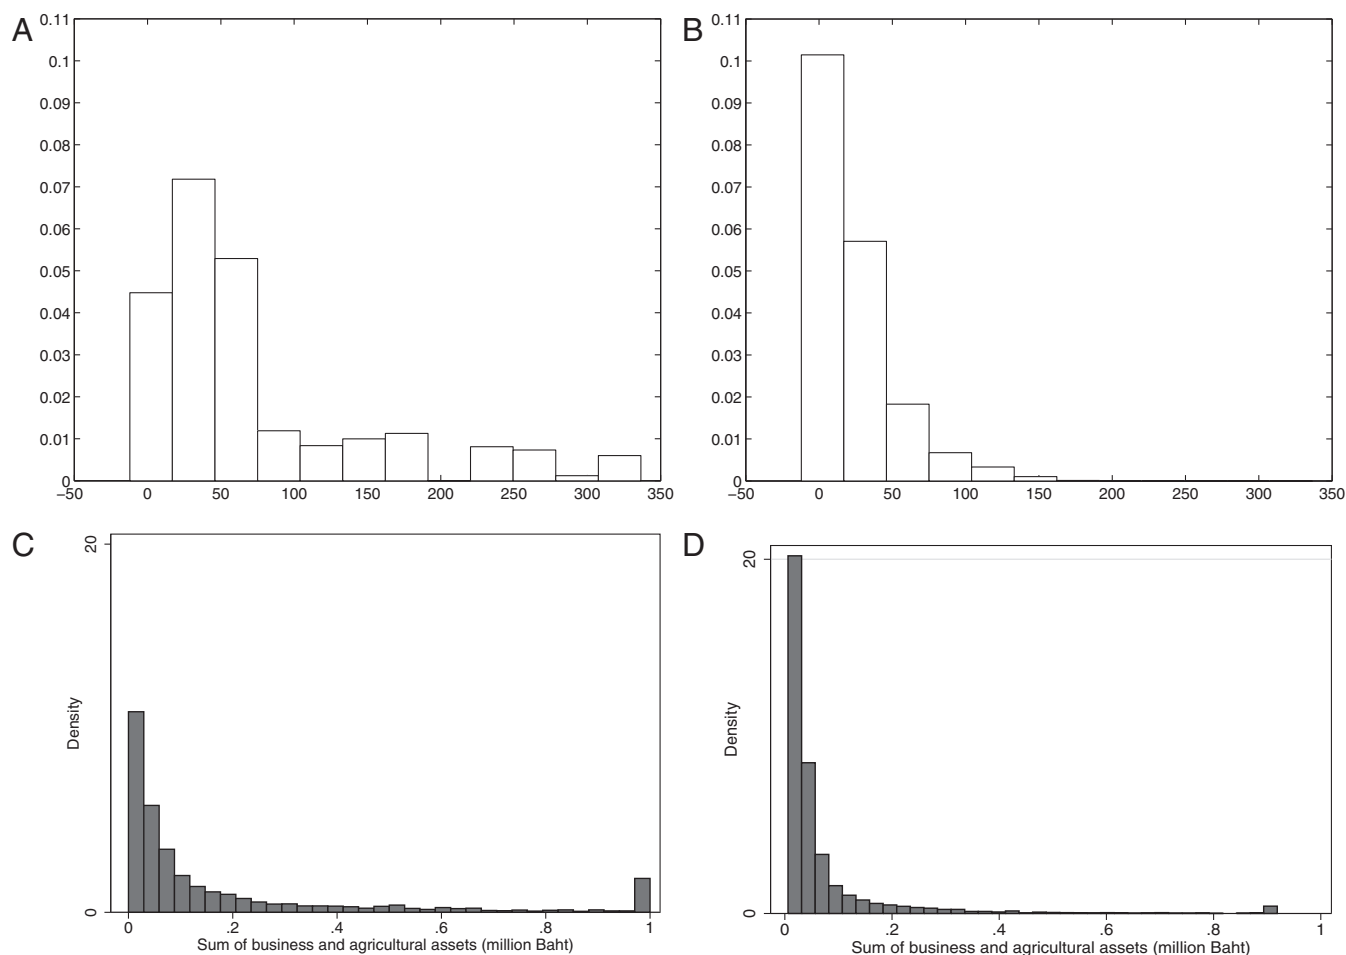 A
0.11
0.1
0.09
0.08
0.07
0.06
0.05
0.04
0.03
0.02
0.01
0
−50 0 50 100 150 200 250 300 350
B
0.11
0.1
0.09
0.08
0.07
0.06
0.05
0.04
0.03
0.02
0.01
0
−50 0 50 100 150 200 250 300 350
C
20
Density
0
0 .2 .4 .6 .8 1
Sum of business and agricultural assets (million Baht)
D
20
Density
0
0 .2 .4 .6 .8 1
Sum of business and agricultural assets (million Baht)